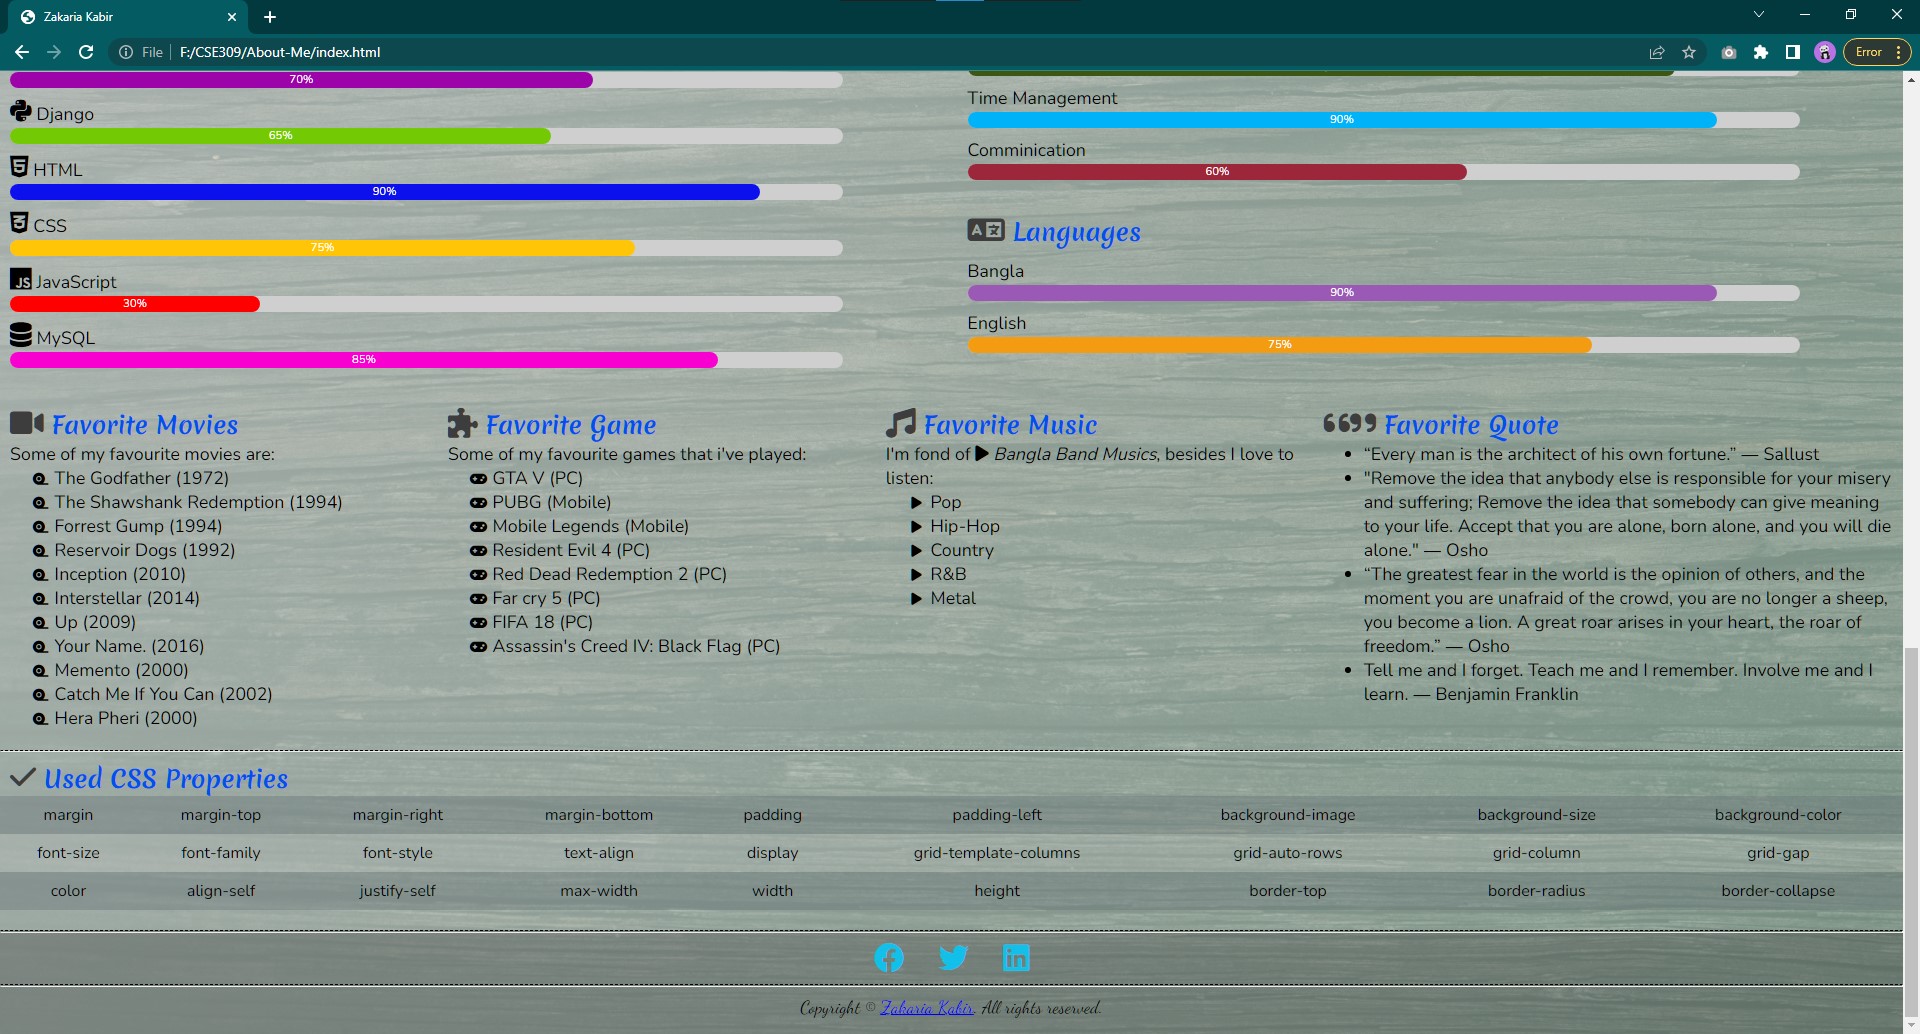 Zakaria Kabir
File
F:/CSE309/About-Me/index.html
Error
70%
Django
65%
HTML
90%
CSS
75%
JavaScript
30%
MySQL
85%
Time Management
90%
Comminication
60%
Languages
Bangla
90%
English
75%
Favorite Movies
Some of my favourite movies are:
The Godfather (1972)
The Shawshank Redemption (1994)
Forrest Gump (1994)
Reservoir Dogs (1992)
Inception (2010)
Interstellar (2014)
Up (2009)
Your Name. (2016)
Memento (2000)
Catch Me If You Can (2002)
Hera Pheri (2000)
Favorite Game
Some of my favourite games that i've played:
GTA V (PC)
PUBG (Mobile)
Mobile Legends (Mobile)
Resident Evil 4 (PC)
Red Dead Redemption 2 (PC)
Far cry 5 (PC)
FIFA 18 (PC)
Assassin's Creed IV: Black Flag (PC)
Favorite Music
I'm fond of Bangla Band Musics, besides I love to
listen:
Pop
Hip-Hop
Country
R&B
Metal
Favorite Quote
“Every man is the architect of his own fortune.” — Sallust
"Remove the idea that anybody else is responsible for your misery
and suffering; Remove the idea that somebody can give meaning
to your life. Accept that you are alone, born alone, and you will die
alone." — Osho
“The greatest fear in the world is the opinion of others, and the
moment you are unafraid of the crowd, you are no longer a sheep,
you become a lion. A great roar arises in your heart, the roar of
freedom.” — Osho
Tell me and I forget. Teach me and I remember. Involve me and I
learn. — Benjamin Franklin
Used CSS Properties
margin margin-top margin-right margin-bottom padding padding-left background-image background-size background-color
font-size font-family font-style text-align display grid-template-columns grid-auto-rows grid-column grid-gap
color align-self justify-self max-width width height border-top border-radius border-collapse
Copyright © Zakaria Kabir. All rights reserved.